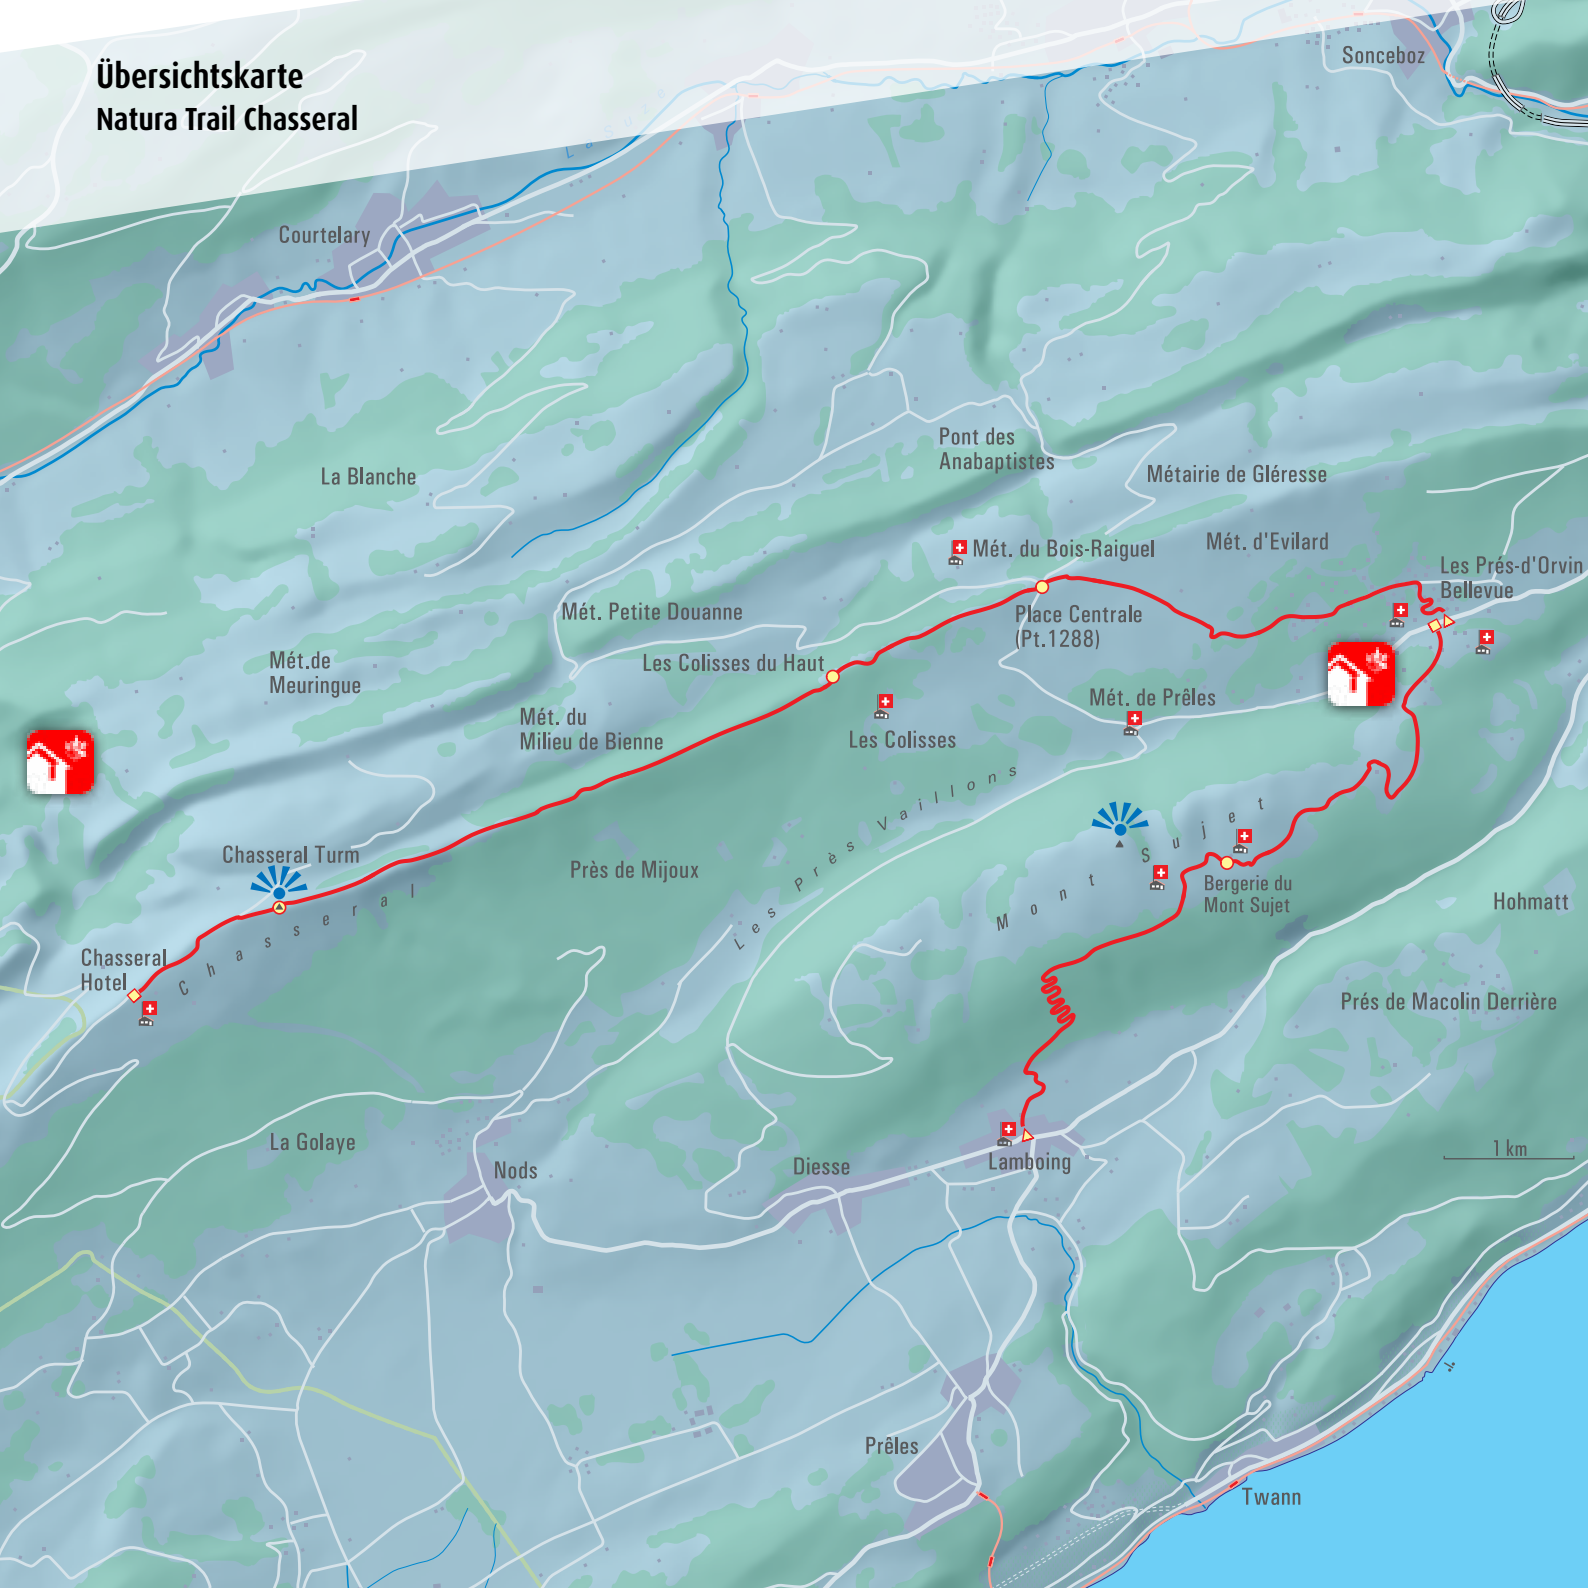 Übersichtskarte
Natura Trail Chasseral
Sonceboz
Courtelary
La Blanche
Pont des
Anabaptistes
Métairie de Gléresse
Mét. du Bois-Raiguel
Mét. d'Evilard
Les Prés-d'Orvin
Bellevue
Mét. Petite Douanne
Place Centrale
(Pt.1288)
Les Colisses du Haut
Mét.de
Meuringue
Mét. du
Milieu de Bienne
Mét. de Prêles
Les Colisses
Les Près Vaillons
Mont Sujet
Chasseral Turm
Près de Mijoux
Bergerie du
Mont Sujet
Hohmatt
Chasseral
Chasseral
Hotel
Prés de Macolin Derrière
La Golaye
Nods
Diesse
Lamboing
1 km
Prêles
Twann